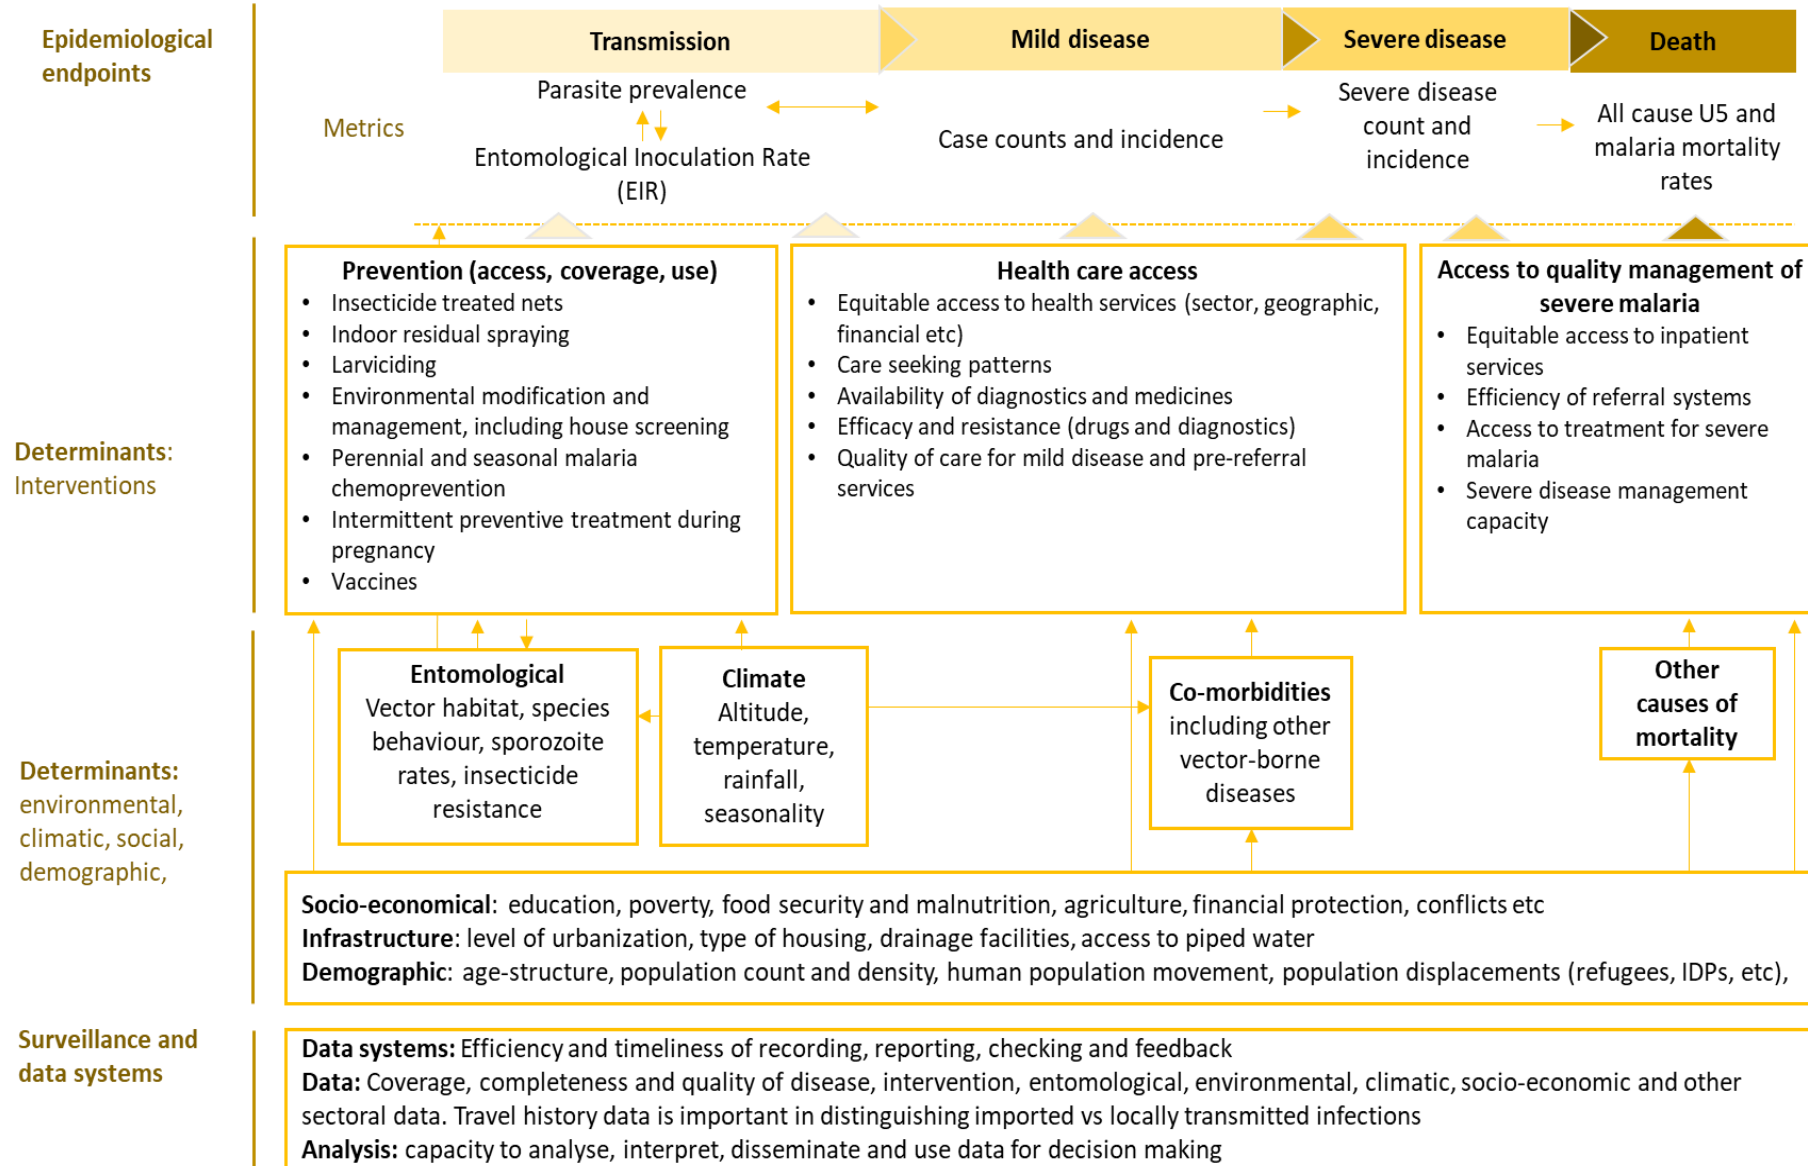 Epidemiological
endpoints
Transmission
Mild disease
Severe disease
Death
Metrics
Parasite prevalence
Entomological Inoculation Rate
(EIR)
Case counts and incidence
Severe disease
count and
incidence
All cause U5 and
malaria mortality
rates
Determinants:
Interventions
Prevention (access, coverage, use)
• Insecticide treated nets
• Indoor residual spraying
• Larviciding
• Environmental modification and
management, including house screening
• Perennial and seasonal malaria
chemoprevention
• Intermittent preventive treatment during
pregnancy
• Vaccines
Health care access
• Equitable access to health services (sector, geographic,
financial etc)
• Care seeking patterns
• Availability of diagnostics and medicines
• Efficacy and resistance (drugs and diagnostics)
• Quality of care for mild disease and pre-referral
services
Access to quality management of
severe malaria
• Equitable access to inpatient
services
• Efficiency of referral systems
• Access to treatment for severe
malaria
• Severe disease management
capacity
Determinants:
environmental,
climatic, social,
demographic,
Entomological
Vector habitat, species
behaviour, sporozoite
rates, insecticide
resistance
Climate
Altitude,
temperature,
rainfall,
seasonality
Co-morbidities
including other
vector-borne
diseases
Other
causes of
mortality
Socio-economical: education, poverty, food security and malnutrition, agriculture, financial protection, conflicts etc
Infrastructure: level of urbanization, type of housing, drainage facilities, access to piped water
Demographic: age-structure, population count and density, human population movement, population displacements (refugees, IDPs, etc),
Surveillance and
data systems
Data systems: Efficiency and timeliness of recording, reporting, checking and feedback
Data: Coverage, completeness and quality of disease, intervention, entomological, environmental, climatic, socio-economic and other
sectoral data. Travel history data is important in distinguishing imported vs locally transmitted infections
Analysis: capacity to analyse, interpret, disseminate and use data for decision making